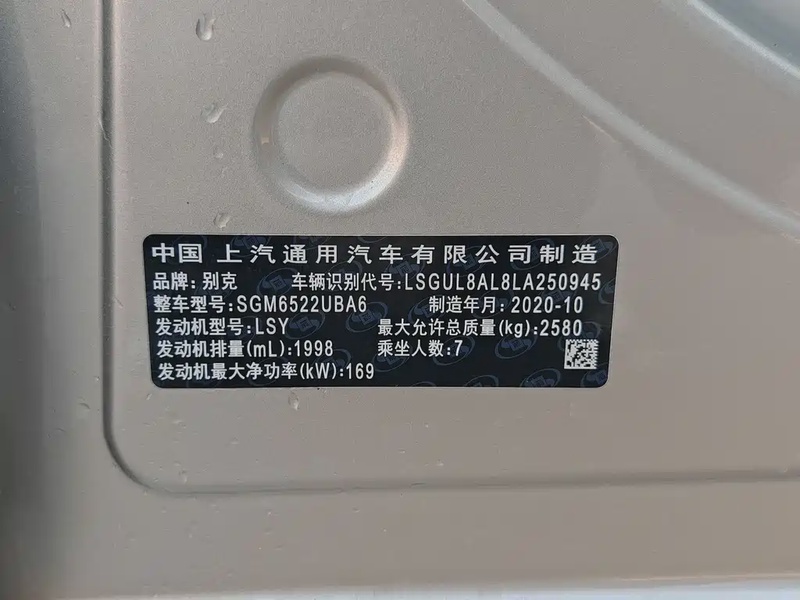 中国 上汽通用汽车有限公司制造
品牌:别克 车辆识别代号:LSGUL8AL8LA250945
整车型号:SGM6522UBA6 制造年月:2020-10
发动机型号:LSY 最大允许总质量(kg):2580
发动机排量(mL):1998 乘坐人数:7
发动机最大净功率(kW):169